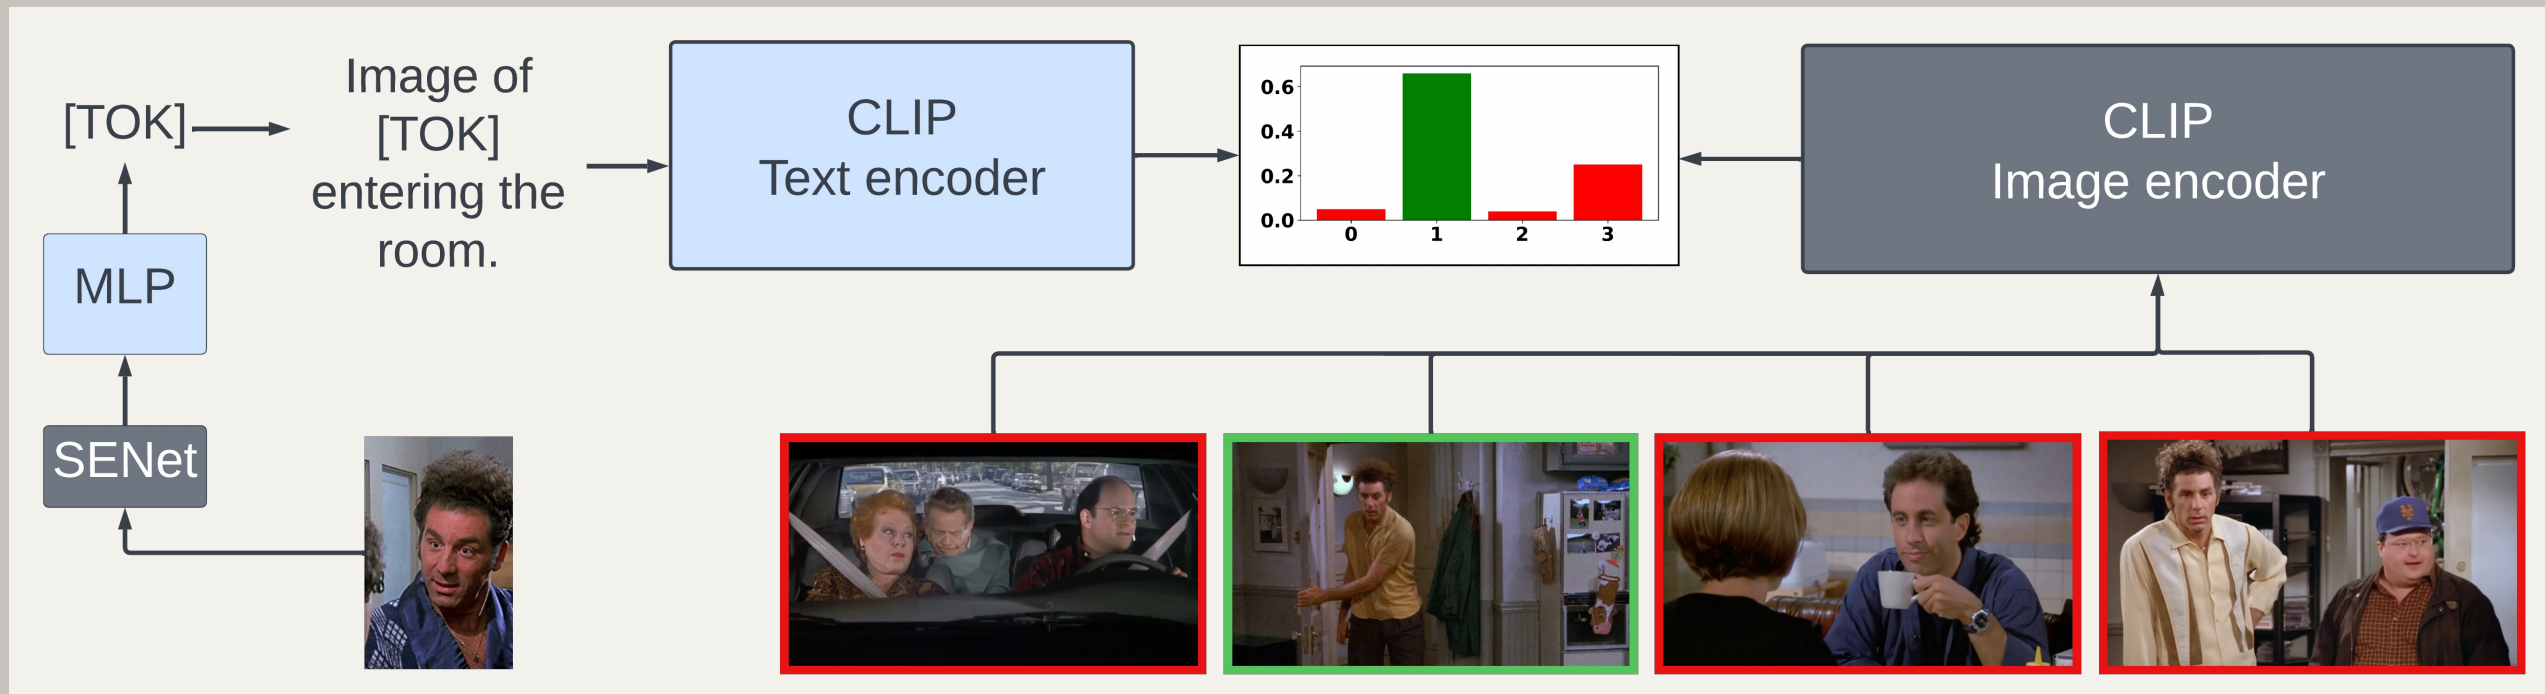 [TOK]
Image of
[TOK]
entering the
room.
MLP
SENet
CLIP
Text encoder
0.6
0.4
0.2
0.0
0 1 2 3
CLIP
Image encoder